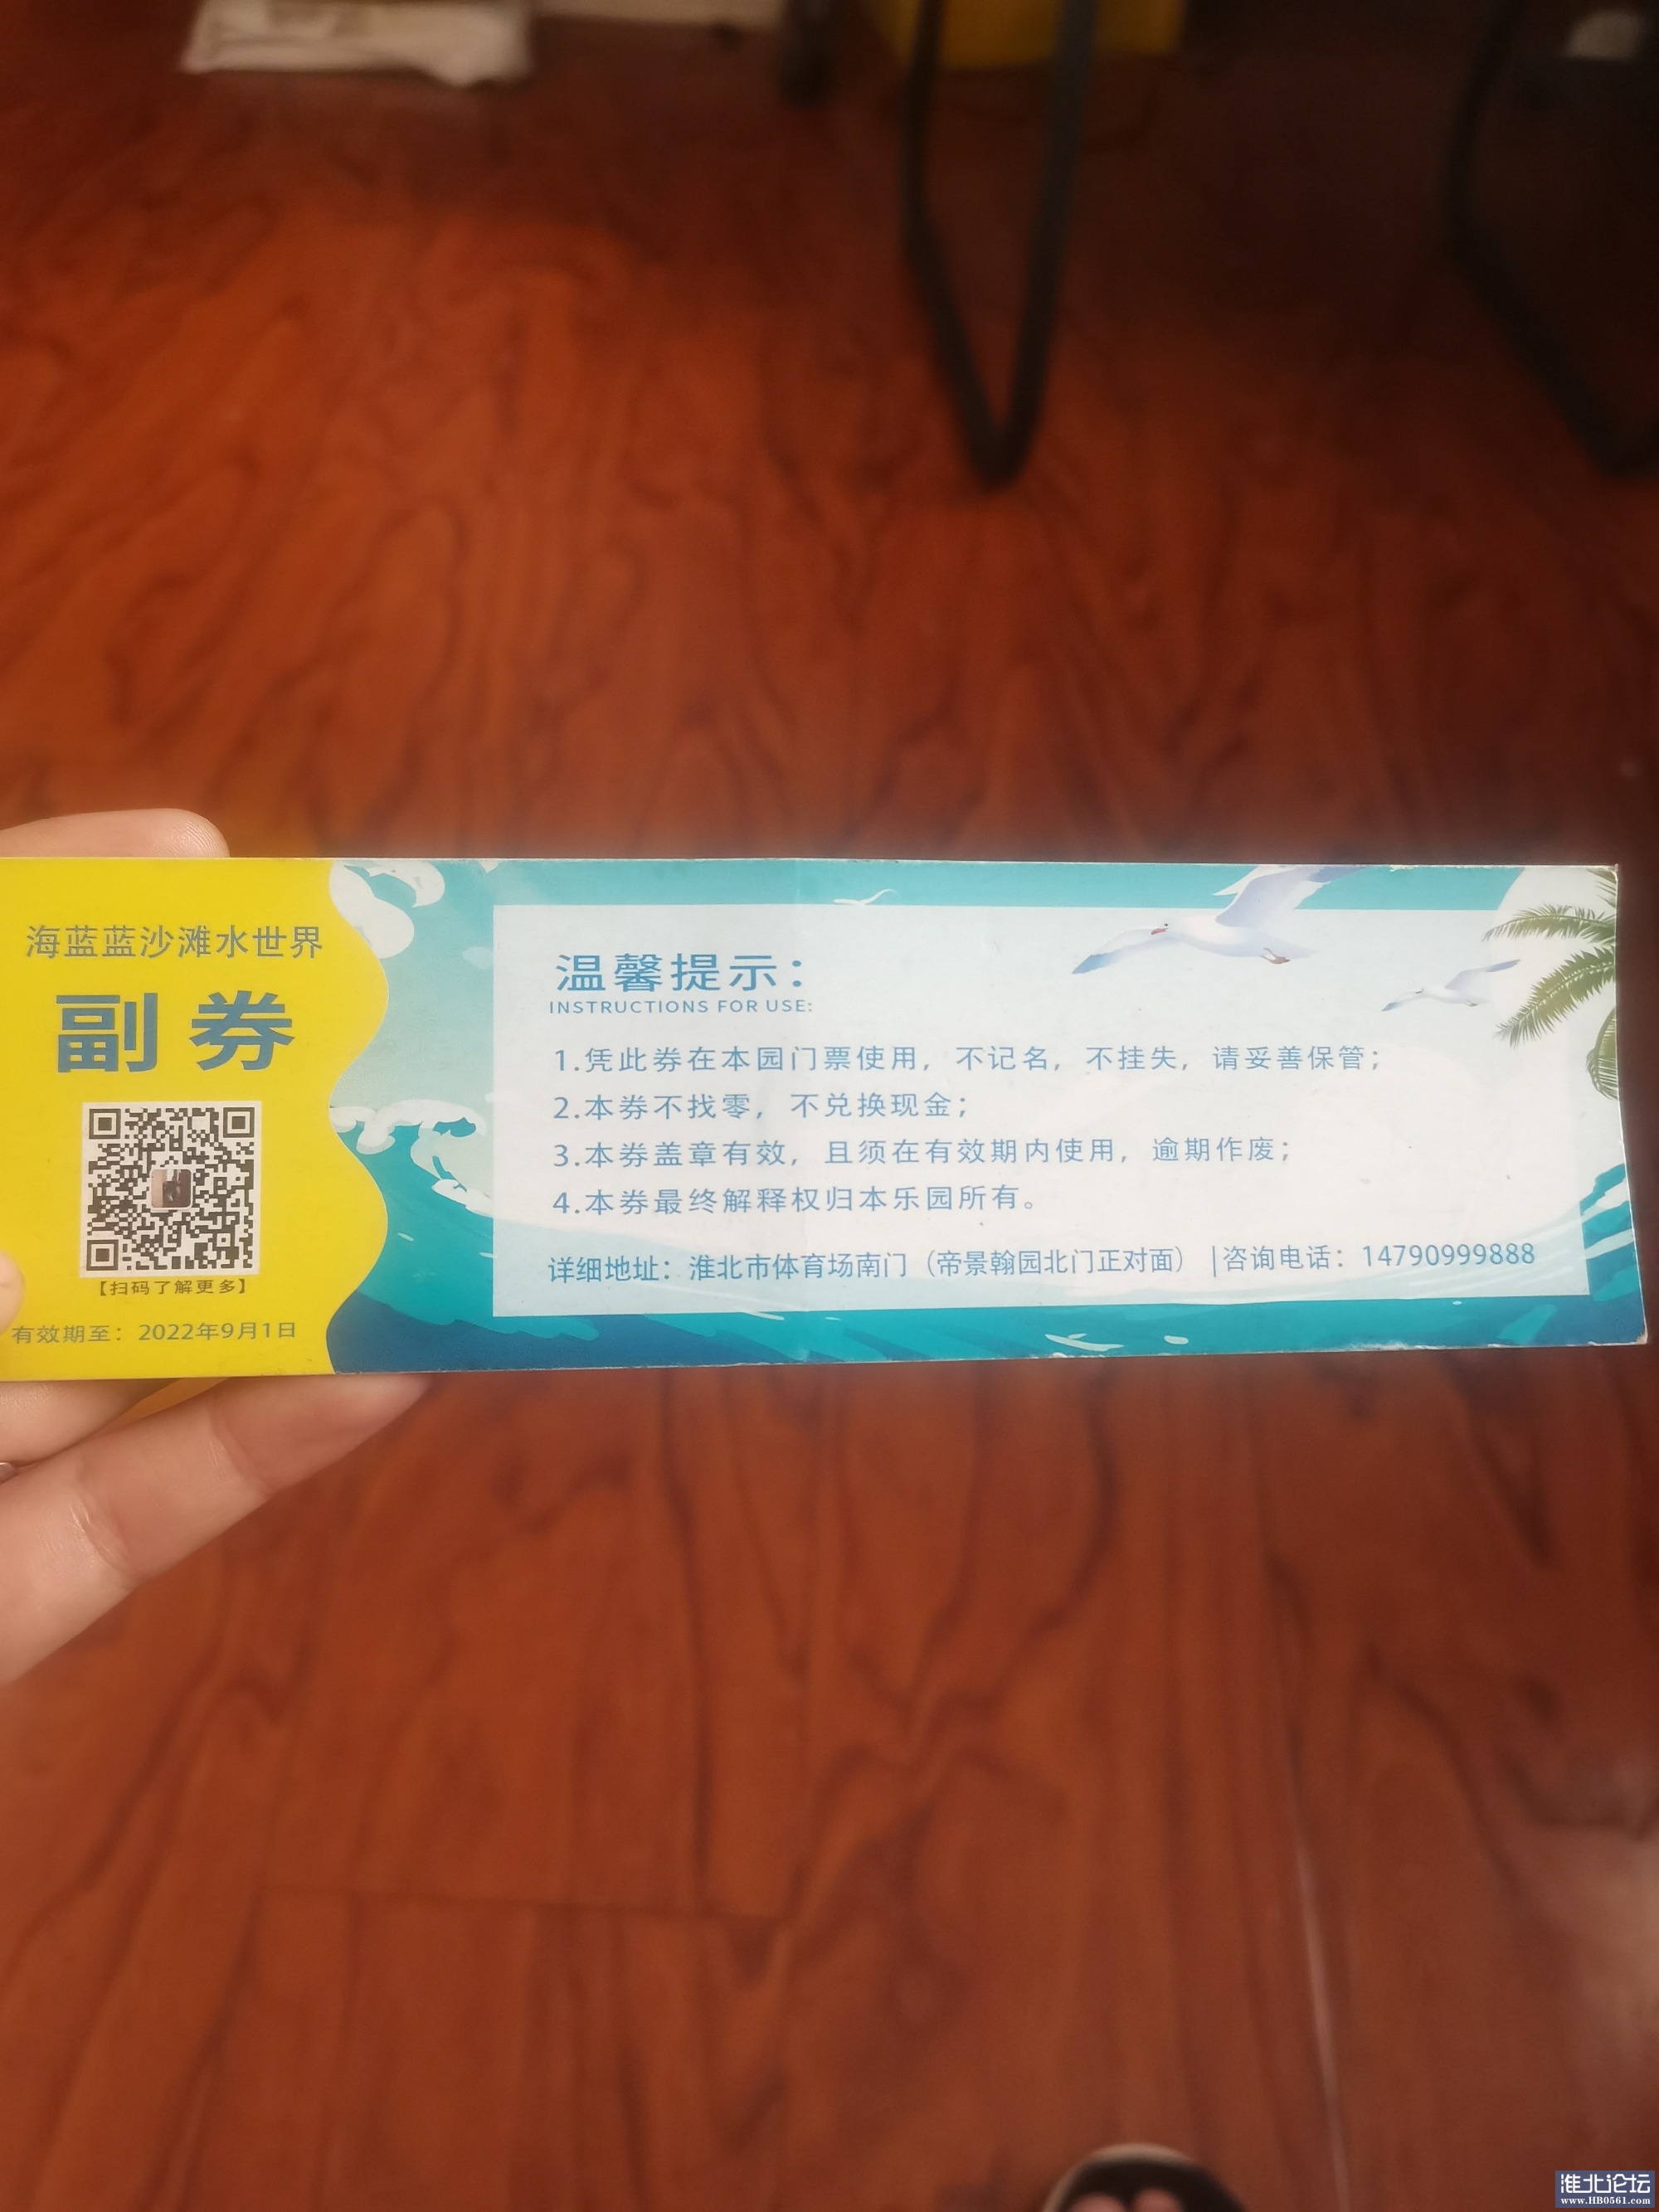 海蓝蓝沙滩水世界
副券
【扫码了解更多】
有效期至：2022年9月1日
温馨提示：
INSTRUCTIONS FOR USE:
1.凭此券在本园门票使用，不记名，不挂失，请妥善保管；
2.本券不找零，不兑换现金；
3.本券盖章有效，且须在有效期内使用，逾期作废；
4.本券最终解释权归本乐园所有。
详细地址：淮北市体育场南门（帝景翰园北门正对面）|咨询电话：14790999888
淮北论坛
www.HB0561.com